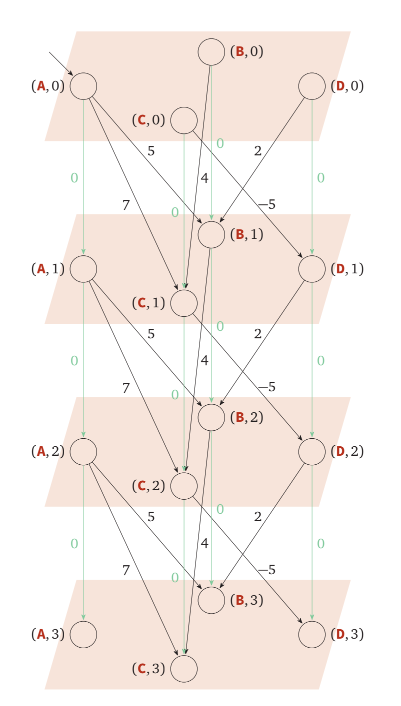 (B, 0)
(A, 0)
(D, 0)
(C, 0)
0
5
2
0
4
0
7
-5
0
(B, 1)
(A, 1)
(D, 1)
(C, 1)
0
5
2
0
4
0
7
-5
0
(B, 2)
(A, 2)
(D, 2)
(C, 2)
0
5
2
0
4
0
7
-5
0
(B, 3)
(A, 3)
(D, 3)
(C, 3)